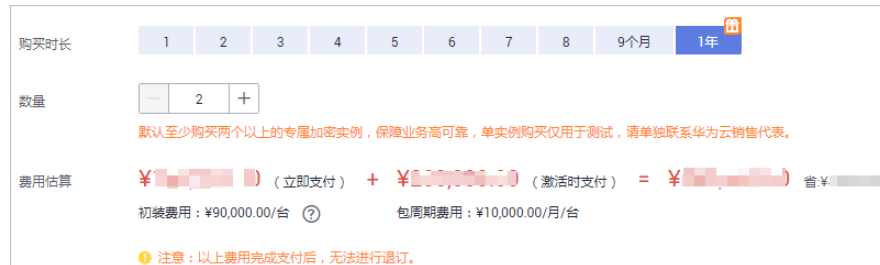 购买时长 1 2 3 4 5 6 7 8 9个月 1年
数量 2 +
默认至少购买两个以上的专属加密实例，保障业务高可靠，单实例购买仅用于测试，请单独联系华为云销售代表。
费用估算 ¥ （立即支付） + ¥ （激活时支付） = ¥ 省:¥
初装费用：¥90,000.00/台 ? 包周期费用：¥10,000.00/月/台
注意：以上费用完成支付后，无法进行退订。